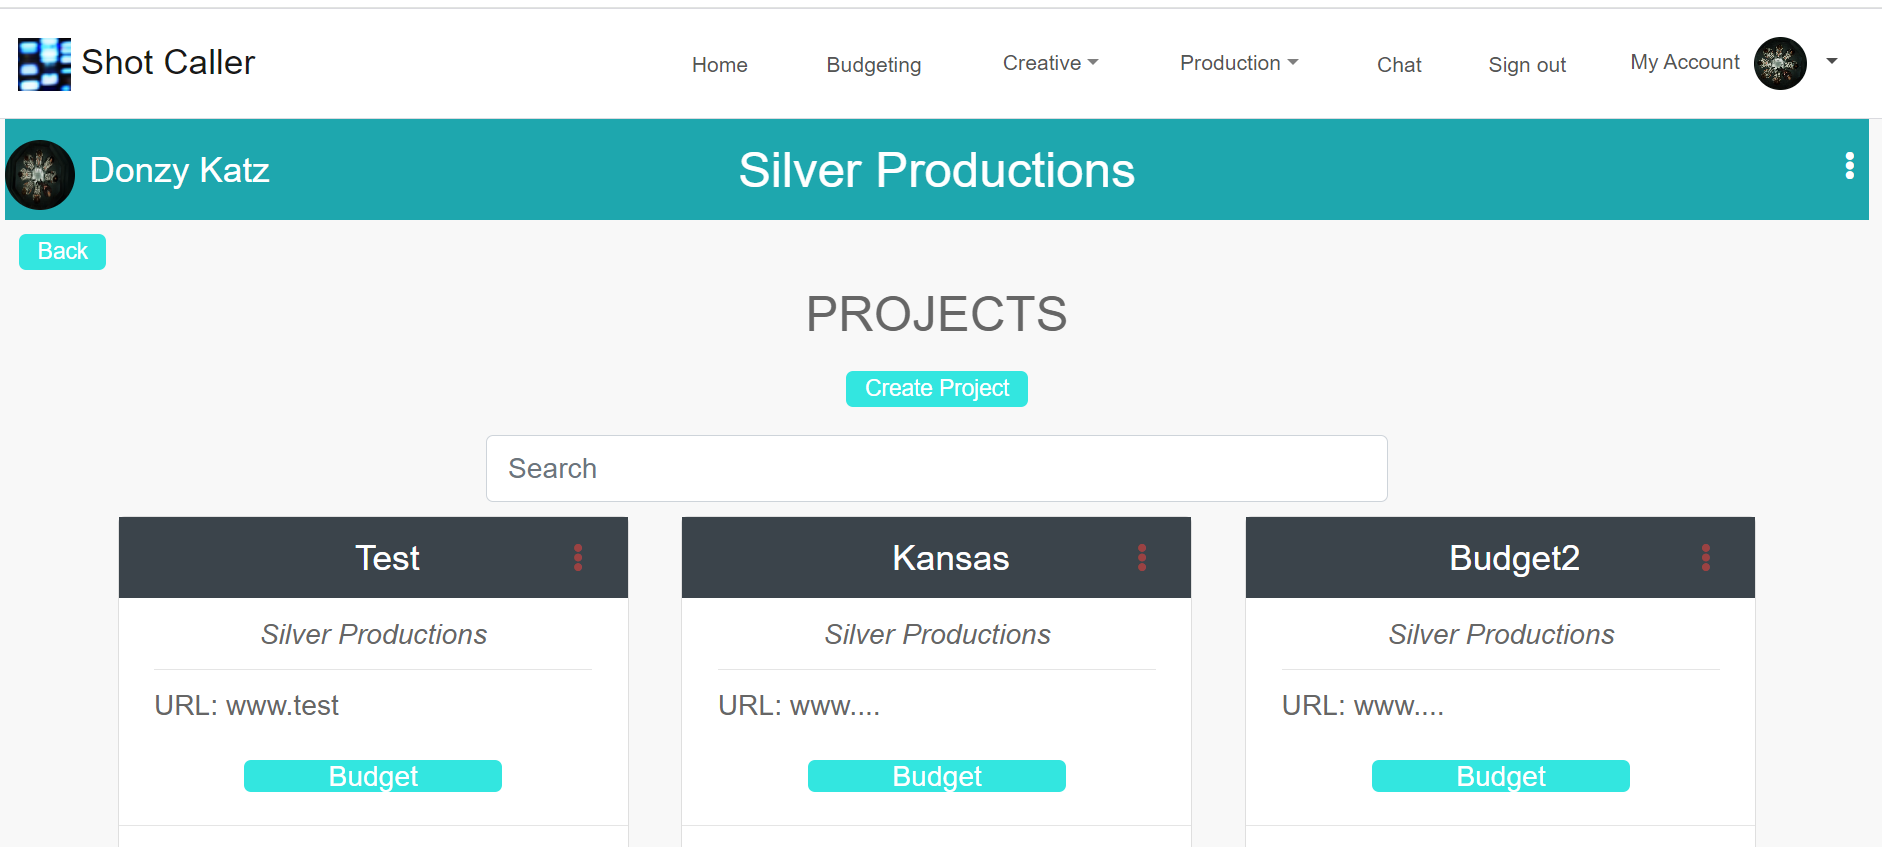 Shot Caller
Home Budgeting Creative Production Chat Sign out My Account
Donzy Katz
Silver Productions
Back
PROJECTS
Create Project
Search
Test
Silver Productions
URL: www.test
Budget
Kansas
Silver Productions
URL: www....
Budget
Budget2
Silver Productions
URL: www....
Budget